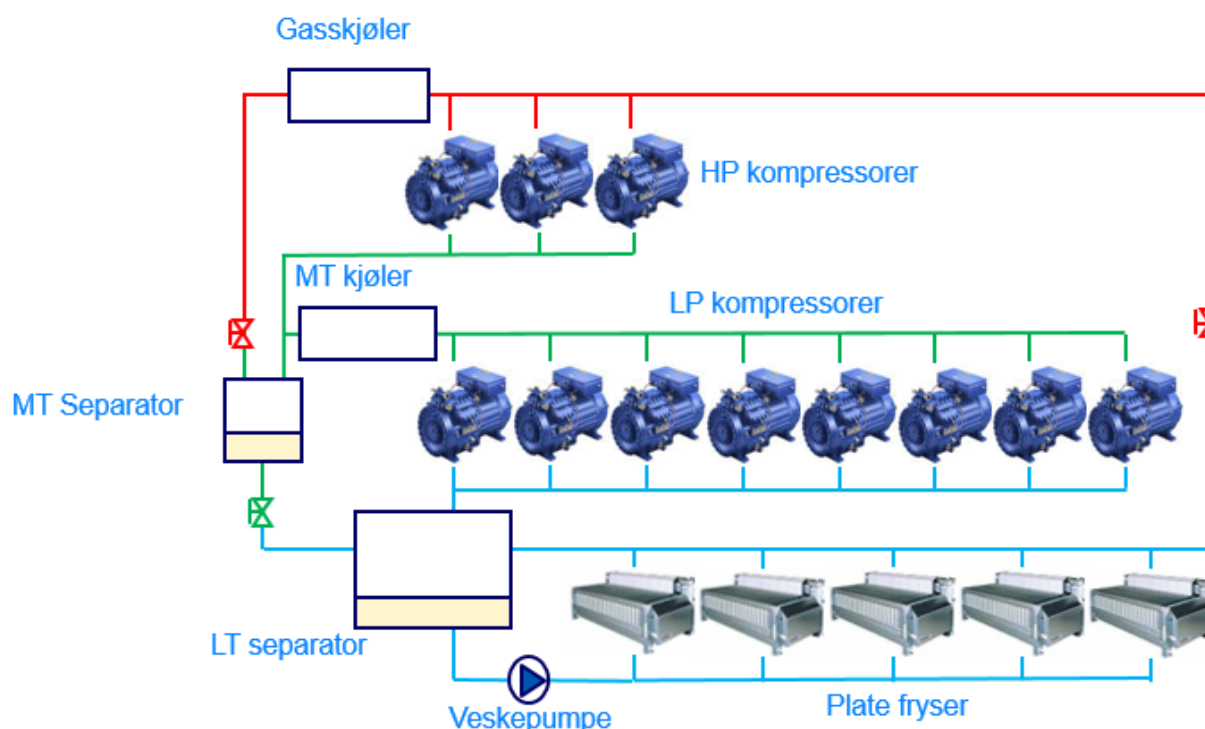 Gasskjøler
HP kompressorer
MT kjøler
LP kompressorer
MT Separator
LT separator
Veskepumpe
Plate fryser